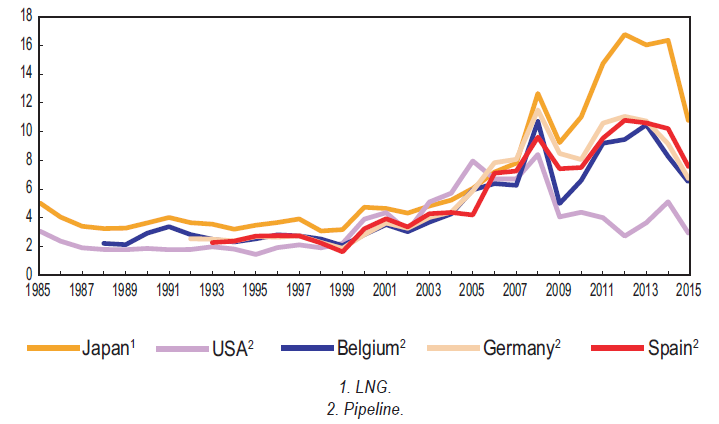 18
16
14
12
10
8
6
4
2
0
1985 1987 1989 1991 1993 1995 1997 1999 2001 2003 2005 2007 2009 2011 2013 2015
Japan¹ USA² Belgium² Germany² Spain²
1. LNG.
2. Pipeline.